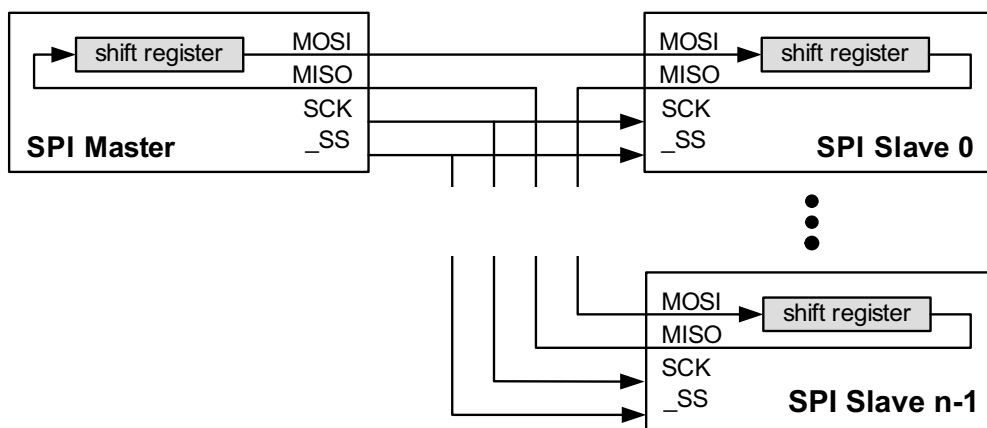 shift register
MOSI
MISO
SCK
_SS
SPI Master
MOSI
shift register
MISO
SCK
_SS
SPI Slave 0
MOSI
shift register
MISO
SCK
_SS
SPI Slave n-1